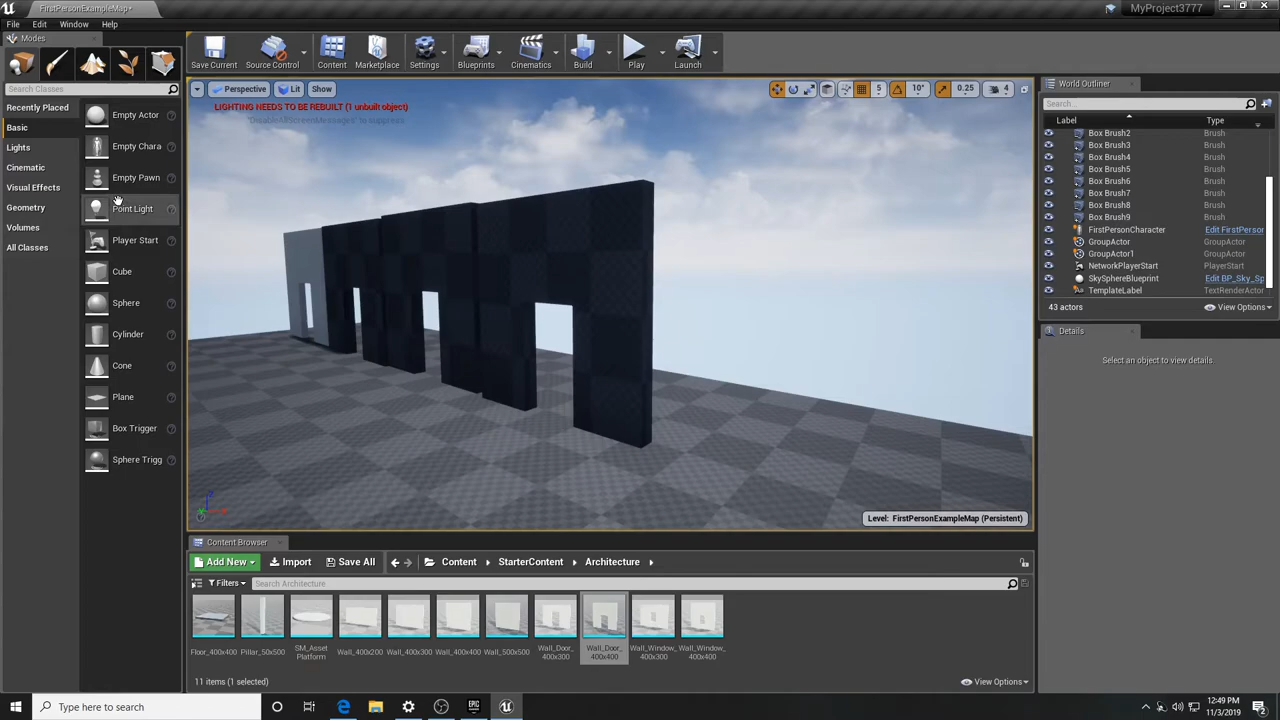 FirstPersonExampleMap*
MyProject3777
File Edit Window Help
Modes
Search Classes
Recently Placed
Basic
Lights
Cinematic
Visual Effects
Geometry
Volumes
All Classes
Empty Actor
Empty Chara
Empty Pawn
Point Light
Player Start
Cube
Sphere
Cylinder
Cone
Plane
Box Trigger
Sphere Trigg
Save Current Source Control Content Marketplace Settings Blueprints Cinematics Build Play Launch
Perspective Lit Show
5 10° 0.25 4
LIGHTING NEEDS TO BE REBUILT (1 unbuilt object)
'DisableAllScreenMessages' to suppress
Level: FirstPersonExampleMap (Persistent)
World Outliner
Search...
Label Type
Box Brush2 Brush
Box Brush3 Brush
Box Brush4 Brush
Box Brush5 Brush
Box Brush6 Brush
Box Brush7 Brush
Box Brush8 Brush
Box Brush9 Brush
FirstPersonCharacter Edit FirstPerson
GroupActor GroupActor
GroupActor1 GroupActor
NetworkPlayerStart PlayerStart
SkySphereBlueprint Edit BP_Sky_Sp
TemplateLabel TextRenderActor
43 actors View Options
Details
Select an object to view details.
Content Browser
Add New Import Save All Content StarterContent Architecture
Filters Search Architecture
Floor_400x400
Pillar_50x500
SM_Asset
Platform
Wall_400x200
Wall_400x300
Wall_400x400
Wall_500x500
Wall_Door_
400x300
Wall_Door_
400x400
Wall_Window_
400x300
Wall_Window_
400x400
11 items (1 selected) View Options
Type here to search
EPIC
12:49 PM
11/3/2019
2